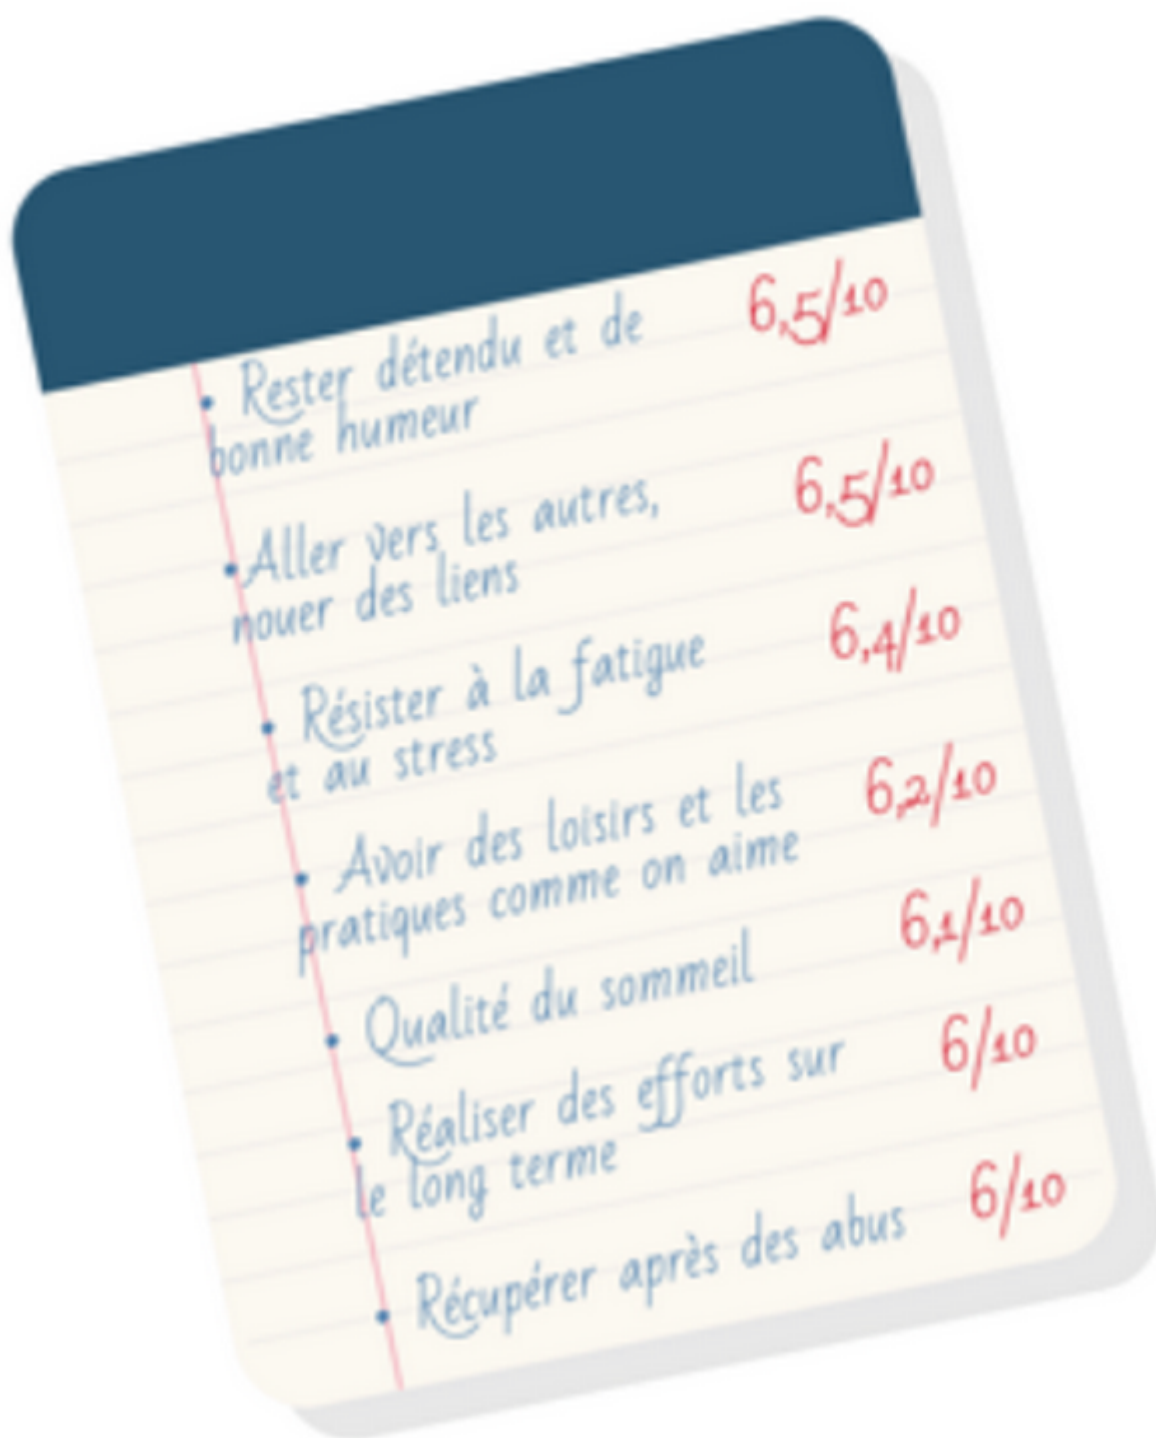 • Rester détendu et de 6,5/10
bonne humeur
• Aller vers les autres, 6,5/10
nouer des liens
• Résister à la fatigue 6,4/10
et au stress
• Avoir des loisirs et les 6,2/10
pratiques comme on aime
• Qualité du sommeil 6,1/10
• Réaliser des efforts sur 6/10
le long terme
• Récupérer après des abus 6/10